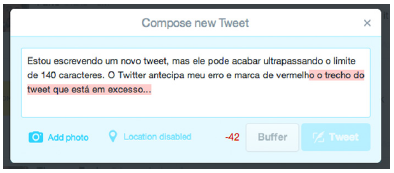 Compose new Tweet ×
Estou escrevendo um novo tweet, mas ele pode acabar ultrapassando o limite
de 140 caracteres. O Twitter antecipa meu erro e marca de vermelho o trecho do
tweet que está em excesso...
Add photo Location disabled -42 Buffer Tweet